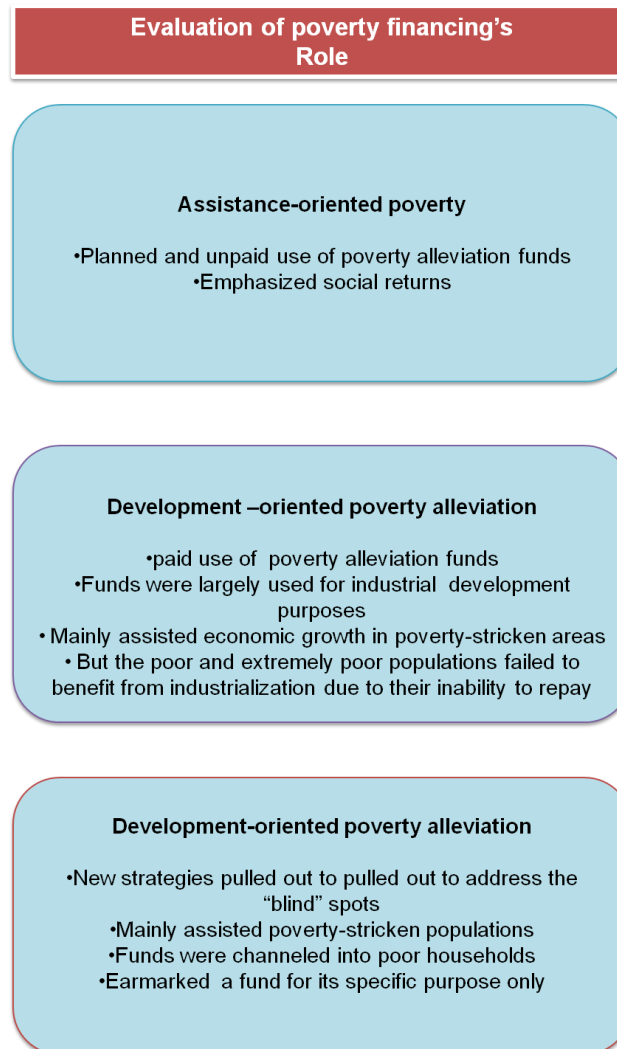 Evaluation of poverty financing's
Role
Assistance-oriented poverty
•Planned and unpaid use of poverty alleviation funds
•Emphasized social returns
Development –oriented poverty alleviation
•paid use of poverty alleviation funds
•Funds were largely used for industrial development
purposes
• Mainly assisted economic growth in poverty-stricken areas
• But the poor and extremely poor populations failed to
benefit from industrialization due to their inability to repay
Development-oriented poverty alleviation
•New strategies pulled out to pulled out to address the
“blind” spots
•Mainly assisted poverty-stricken populations
•Funds were channeled into poor households
•Earmarked a fund for its specific purpose only